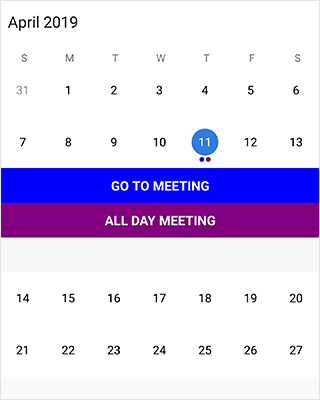 April 2019
S M T W T F S
31 1 2 3 4 5 6
7 8 9 10 11 12 13
GO TO MEETING
ALL DAY MEETING
14 15 16 17 18 19 20
21 22 23 24 25 26 27